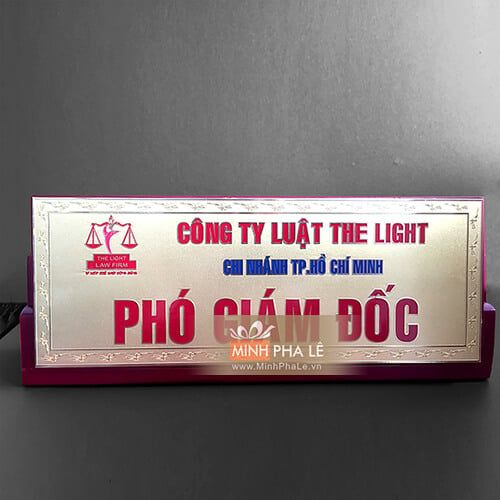 CÔNG TY LUẬT THE LIGHT
THE LIGHT
LAW FIRM
CHI NHÁNH TP.HỒ CHÍ MINH
PHÓ GIÁM ĐỐC
MINH PHA LÊ
www.MinhPhaLe.vn